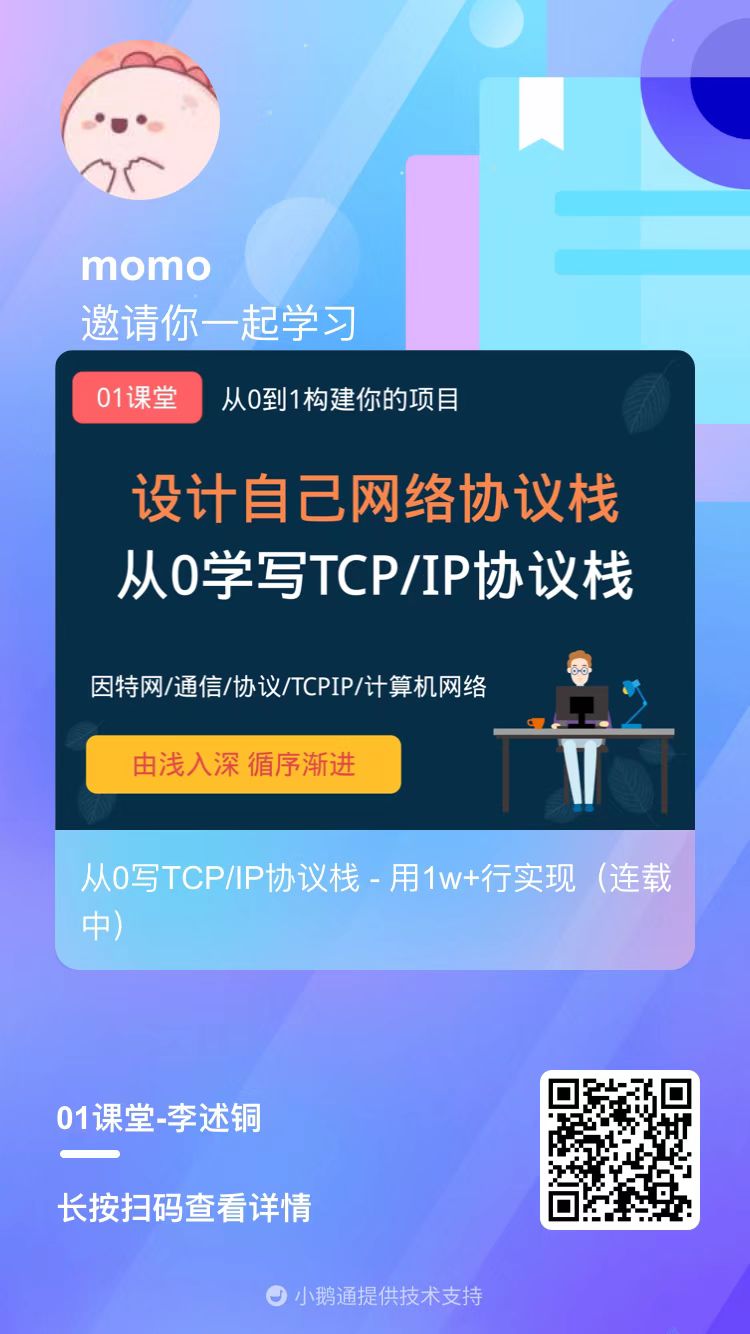 momo
邀请你一起学习
01课堂
从0到1构建你的项目
设计自己网络协议栈
从0学写TCP/IP协议栈
因特网/通信/协议/TCPIP/计算机网络
由浅入深 循序渐进
从0写TCP/IP协议栈 - 用1w+行实现（连载
中）
01课堂-李述铜
长按扫码查看详情
小鹅通提供技术支持